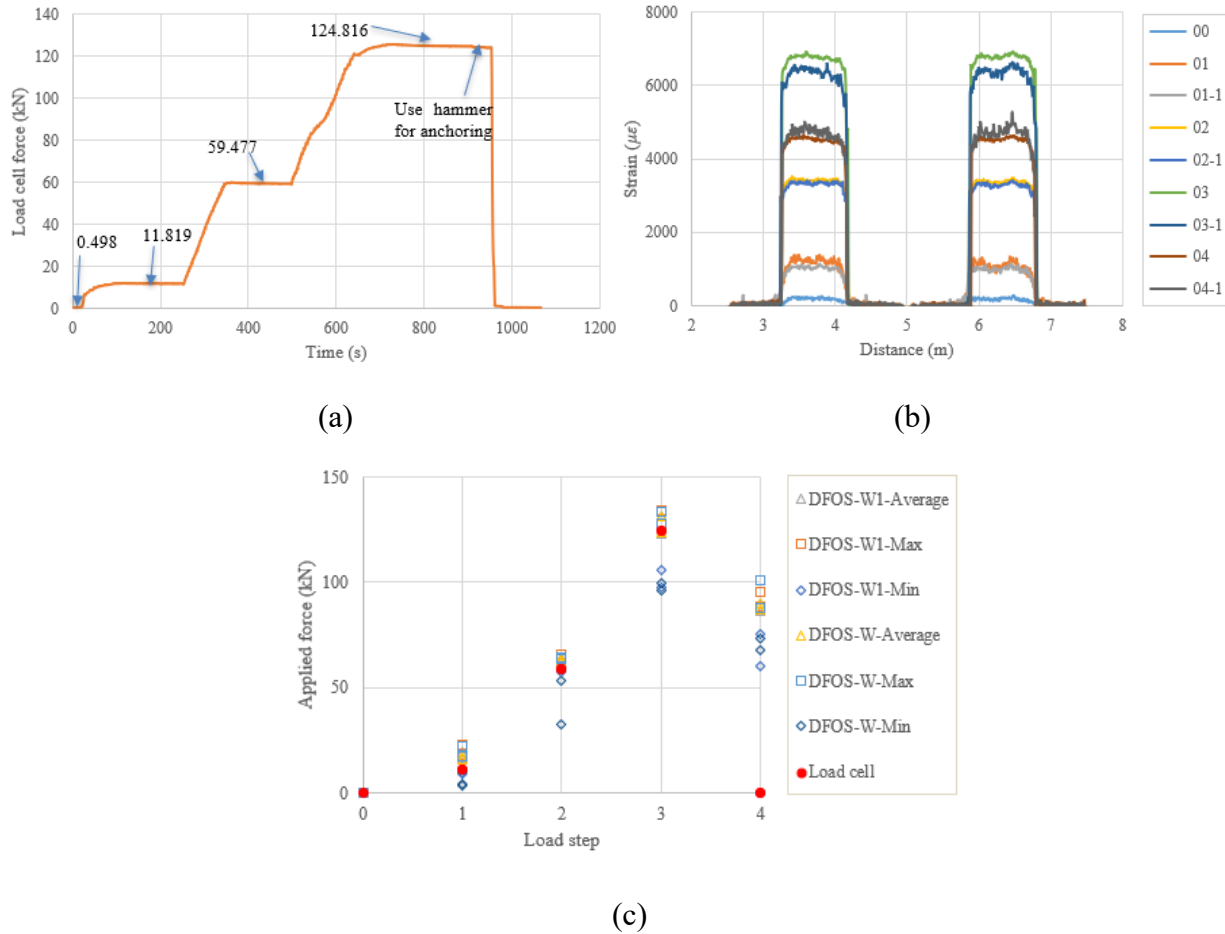 140
120
100
80
60
40
20
0
Load cell force (kN)
0.498
11.819
59.477
124.816
Use hammer
for anchoring
0 200 400 600 800 1000 1200
Time (s)
(a)
8000
6000
4000
2000
0
Strain (με)
2 3 4 5 6 7 8
Distance (m)
00
01
01-1
02
02-1
03
03-1
04
04-1
(b)
150
100
50
0
Applied force (kN)
0 1 2 3 4
Load step
DFOS-W1-Average
DFOS-W1-Max
DFOS-W1-Min
DFOS-W-Average
DFOS-W-Max
DFOS-W-Min
Load cell
(c)